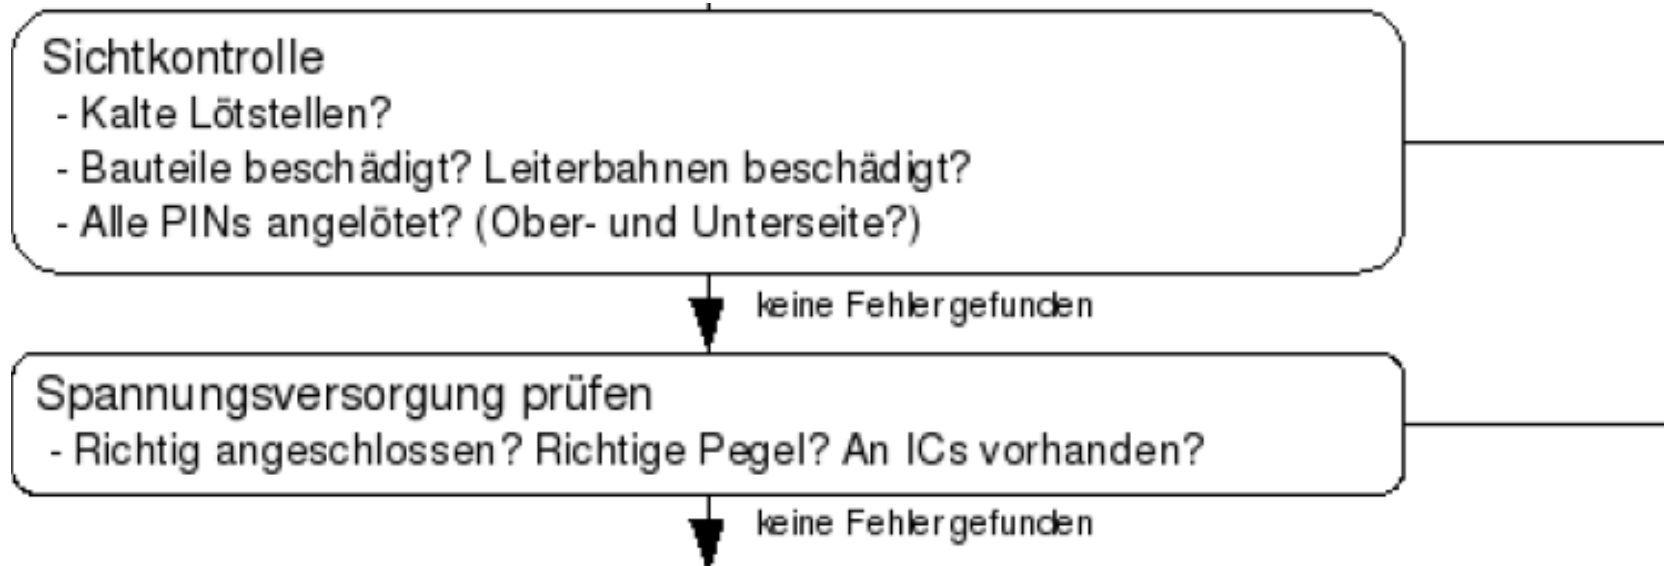 Sichtkontrolle
- Kalte Lötstellen?
- Bauteile beschädigt? Leiterbahnen beschädigt?
- Alle PINs angelötet? (Ober- und Unterseite?)
keine Fehler gefunden
Spannungsversorgung prüfen
- Richtig angeschlossen? Richtige Pegel? An ICs vorhanden?
keine Fehler gefunden